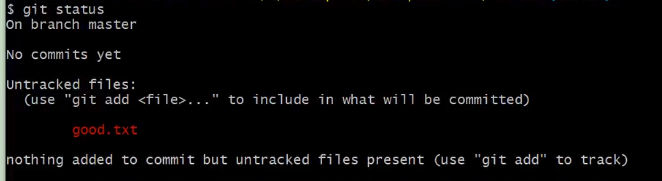 $ git status
On branch master
No commits yet
Untracked files:
(use "git add <file>..." to include in what will be committed)
good.txt
nothing added to commit but untracked files present (use "git add" to track)